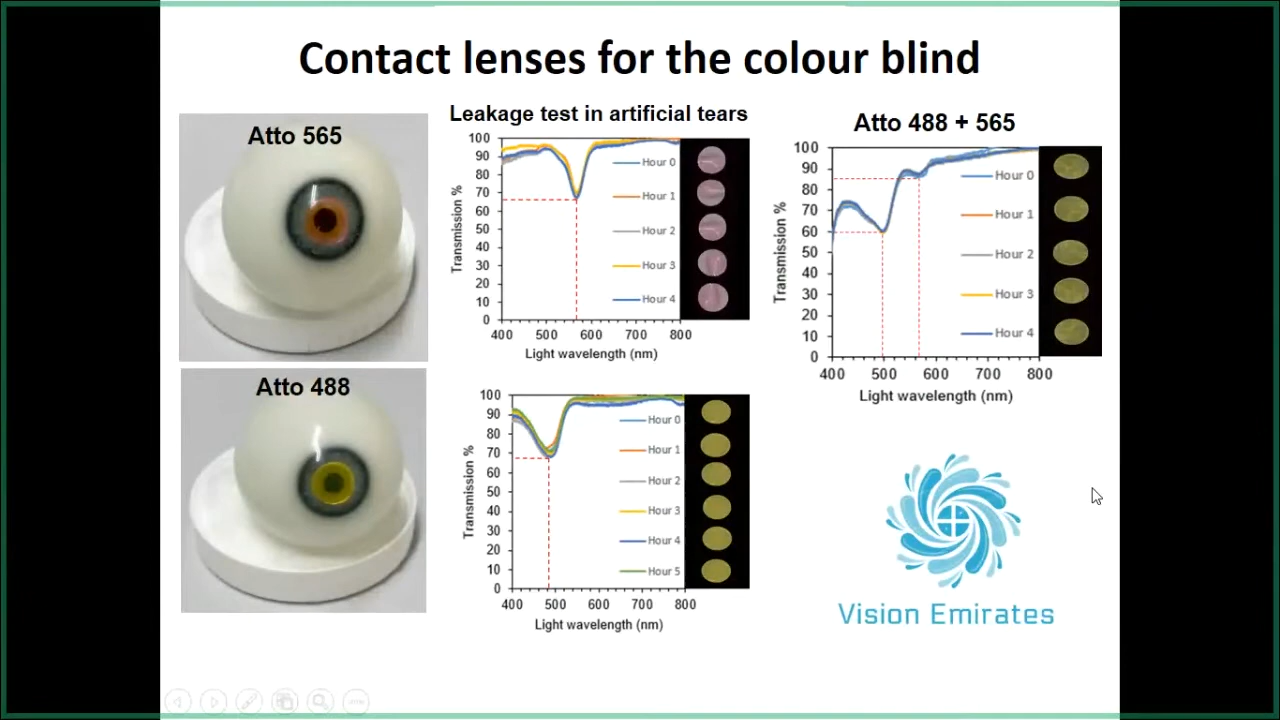 Contact lenses for the colour blind
Atto 565
Leakage test in artificial tears
Transmission %
100
90
80
70
60
50
40
30
20
10
0
400 500 600 700 800
Light wavelength (nm)
Hour 0
Hour 1
Hour 2
Hour 3
Hour 4
Atto 488 + 565
Transmission %
100
90
80
70
60
50
40
30
20
10
0
400 500 600 700 800
Light wavelength (nm)
Hour 0
Hour 1
Hour 2
Hour 3
Hour 4
Atto 488
Transmission %
100
90
80
70
60
50
40
30
20
10
0
400 500 600 700 800
Light wavelength (nm)
Hour 0
Hour 1
Hour 2
Hour 3
Hour 4
Hour 5
Vision Emirates